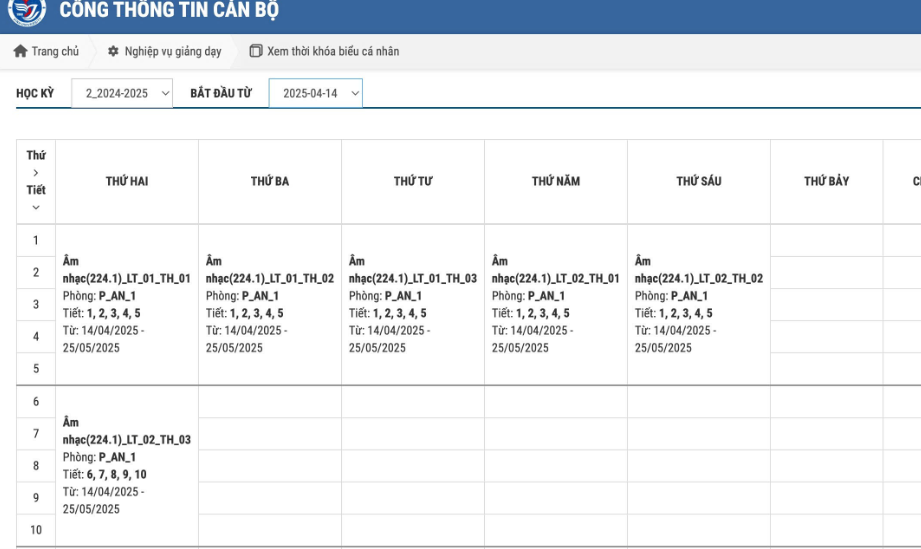 CỔNG THÔNG TIN CÁN BỘ
Trang chủ Nghiệp vụ giảng dạy Xem thời khóa biểu cá nhân
HỌC KỲ 2_2024-2025 BẮT ĐẦU TỪ 2025-04-14
Thứ
>
Tiết
THỨ HAI THỨ BA THỨ TƯ THỨ NĂM THỨ SÁU THỨ BẢY
1
2
3
4
5
Âm
nhạc(224.1)_LT_01_TH_01
Phòng: P_AN_1
Tiết: 1, 2, 3, 4, 5
Từ: 14/04/2025 -
25/05/2025
Âm
nhạc(224.1)_LT_01_TH_02
Phòng: P_AN_1
Tiết: 1, 2, 3, 4, 5
Từ: 14/04/2025 -
25/05/2025
Âm
nhạc(224.1)_LT_01_TH_03
Phòng: P_AN_1
Tiết: 1, 2, 3, 4, 5
Từ: 14/04/2025 -
25/05/2025
Âm
nhạc(224.1)_LT_02_TH_01
Phòng: P_AN_1
Tiết: 1, 2, 3, 4, 5
Từ: 14/04/2025 -
25/05/2025
Âm
nhạc(224.1)_LT_02_TH_02
Phòng: P_AN_1
Tiết: 1, 2, 3, 4, 5
Từ: 14/04/2025 -
25/05/2025
6
7
8
9
10
Âm
nhạc(224.1)_LT_02_TH_03
Phòng: P_AN_1
Tiết: 6, 7, 8, 9, 10
Từ: 14/04/2025 -
25/05/2025